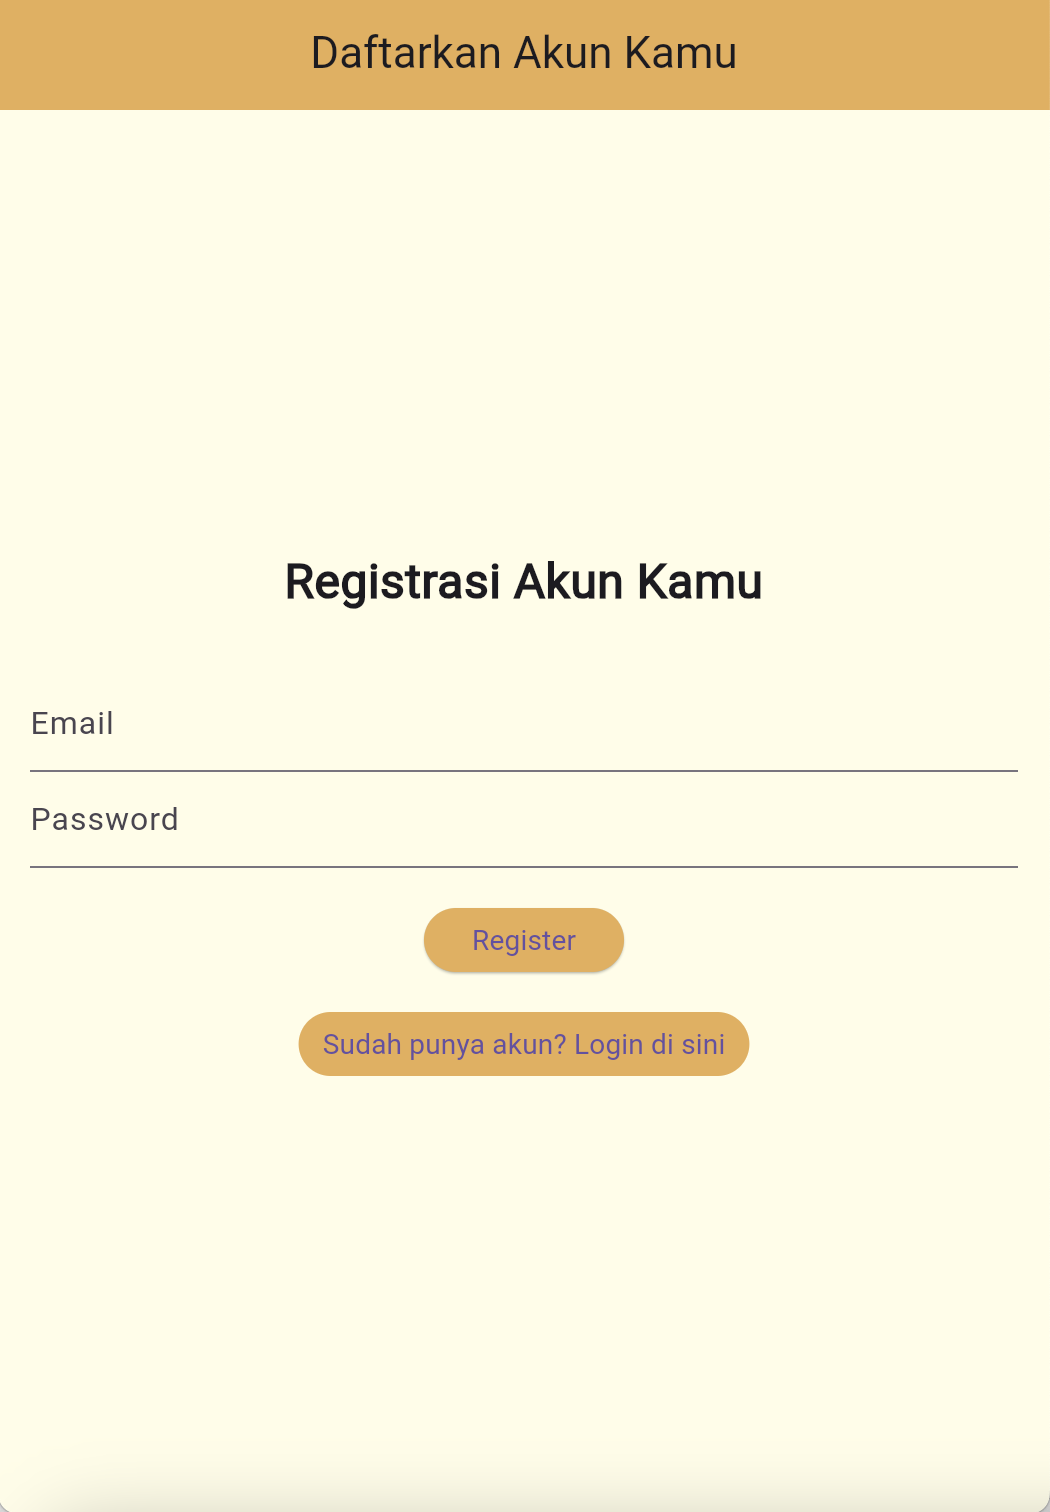 Daftarkan Akun Kamu
Registrasi Akun Kamu
Email
Password
Register
Sudah punya akun? Login di sini